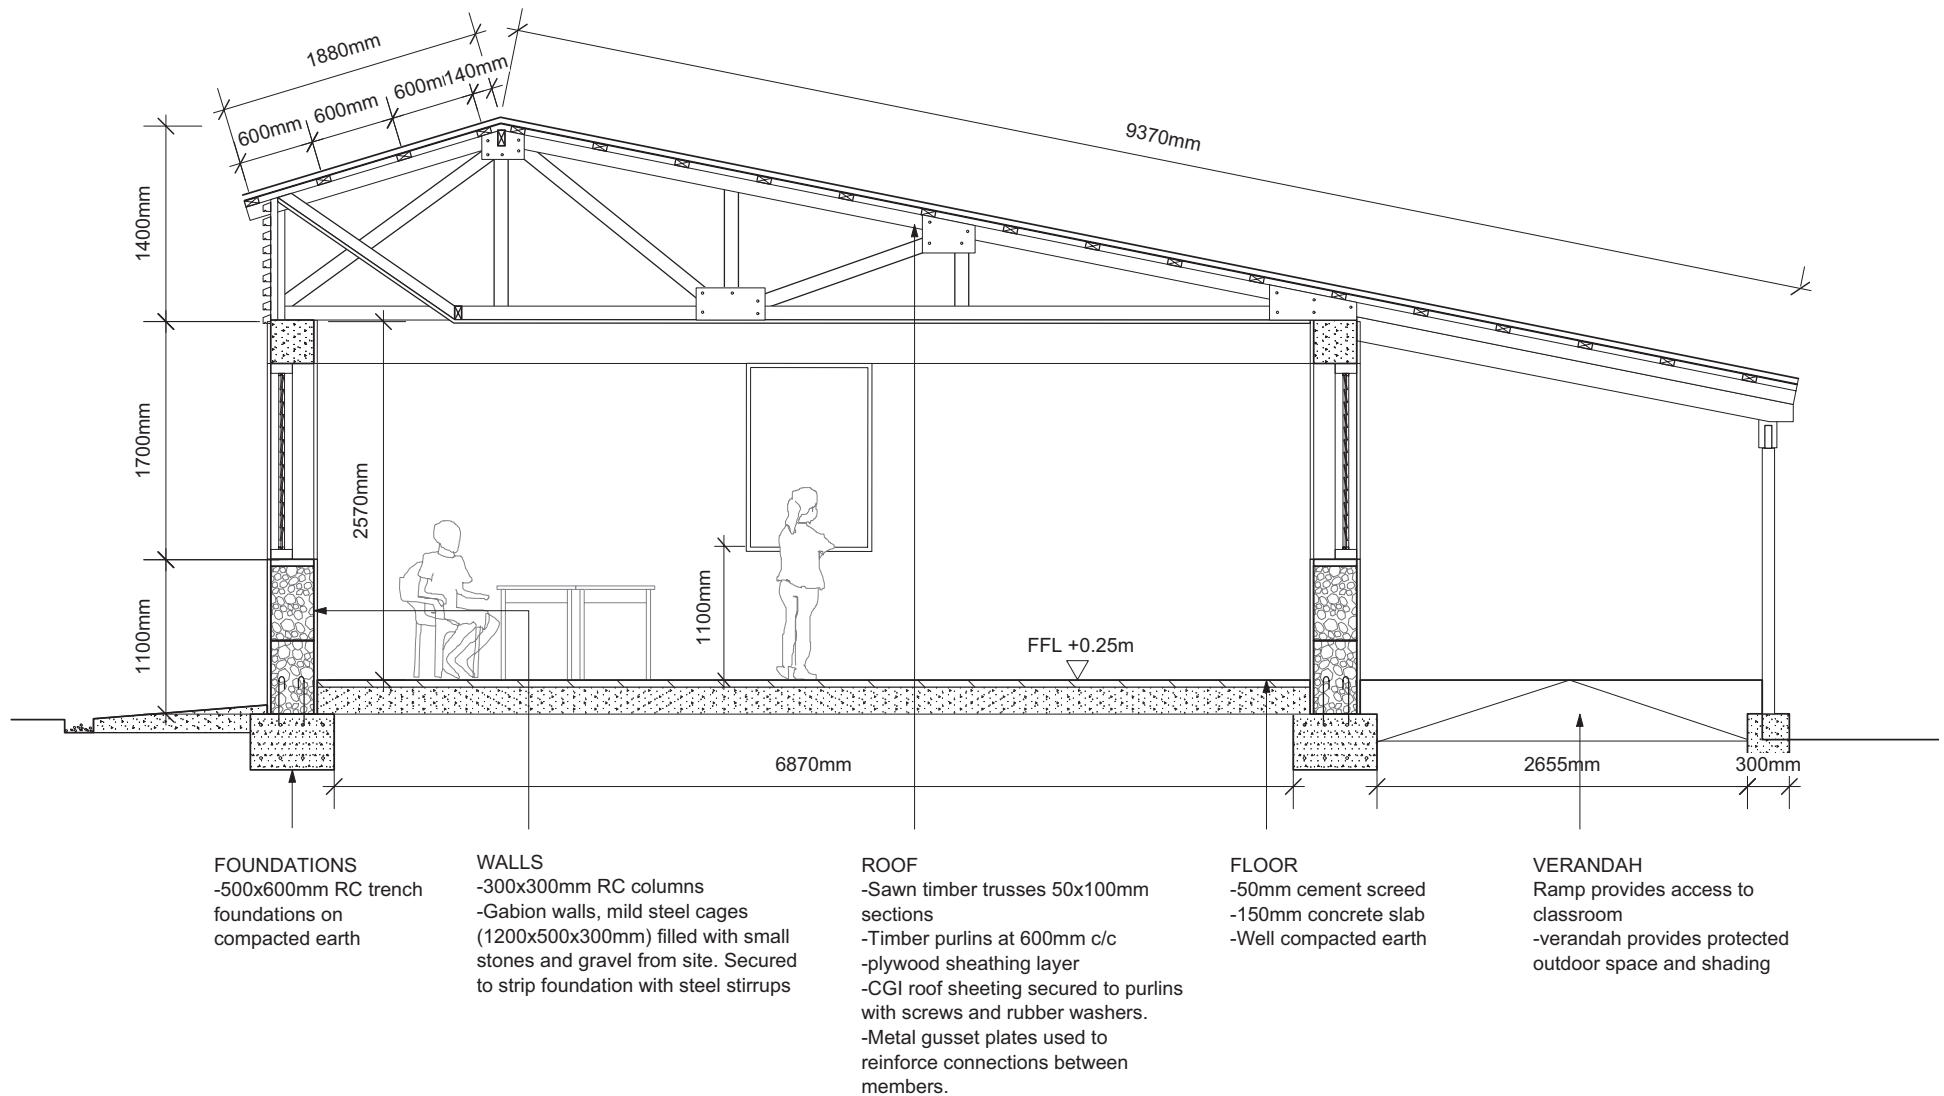 1880mm
600mm
600mm
600m
140mm
9370mm
1400mm
1700mm
1100mm
2570mm
1100mm
FFL +0.25m
6870mm
2655mm
300mm
FOUNDATIONS
-500x600mm RC trench
foundations on
compacted earth
WALLS
-300x300mm RC columns
-Gabion walls, mild steel cages
(1200x500x300mm) filled with small
stones and gravel from site. Secured
to strip foundation with steel stirrups
ROOF
-Sawn timber trusses 50x100mm
sections
-Timber purlins at 600mm c/c
-plywood sheathing layer
-CGI roof sheeting secured to purlins
with screws and rubber washers.
-Metal gusset plates used to
reinforce connections between
members.
FLOOR
-50mm cement screed
-150mm concrete slab
-Well compacted earth
VERANDAH
Ramp provides access to
classroom
-verandah provides protected
outdoor space and shading